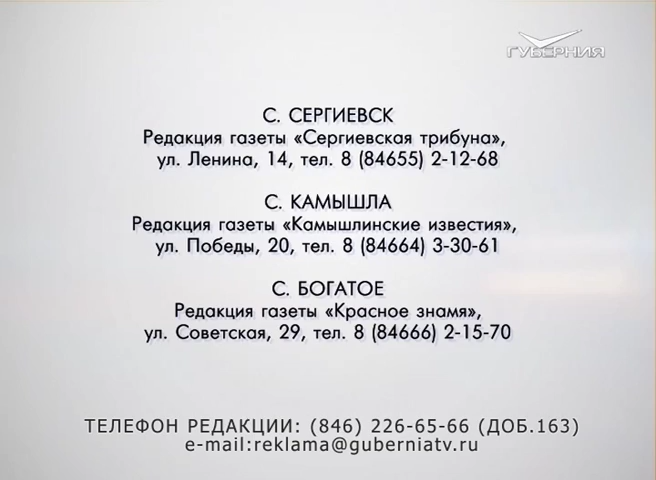 ГУБЕРНИЯ
С. СЕРГИЕВСК
Редакция газеты «Сергиевская трибуна»,
ул. Ленина, 14, тел. 8 (84655) 2-12-68
С. КАМЫШЛА
Редакция газеты «Камышлинские известия»,
ул. Победы, 20, тел. 8 (84664) 3-30-61
С. БОГАТОЕ
Редакция газеты «Красное знамя»,
ул. Советская, 29, тел. 8 (84666) 2-15-70
ТЕЛЕФОН РЕДАКЦИИ: (846) 226-65-66 (ДОБ.163)
e-mail:reklama@guberniatv.ru